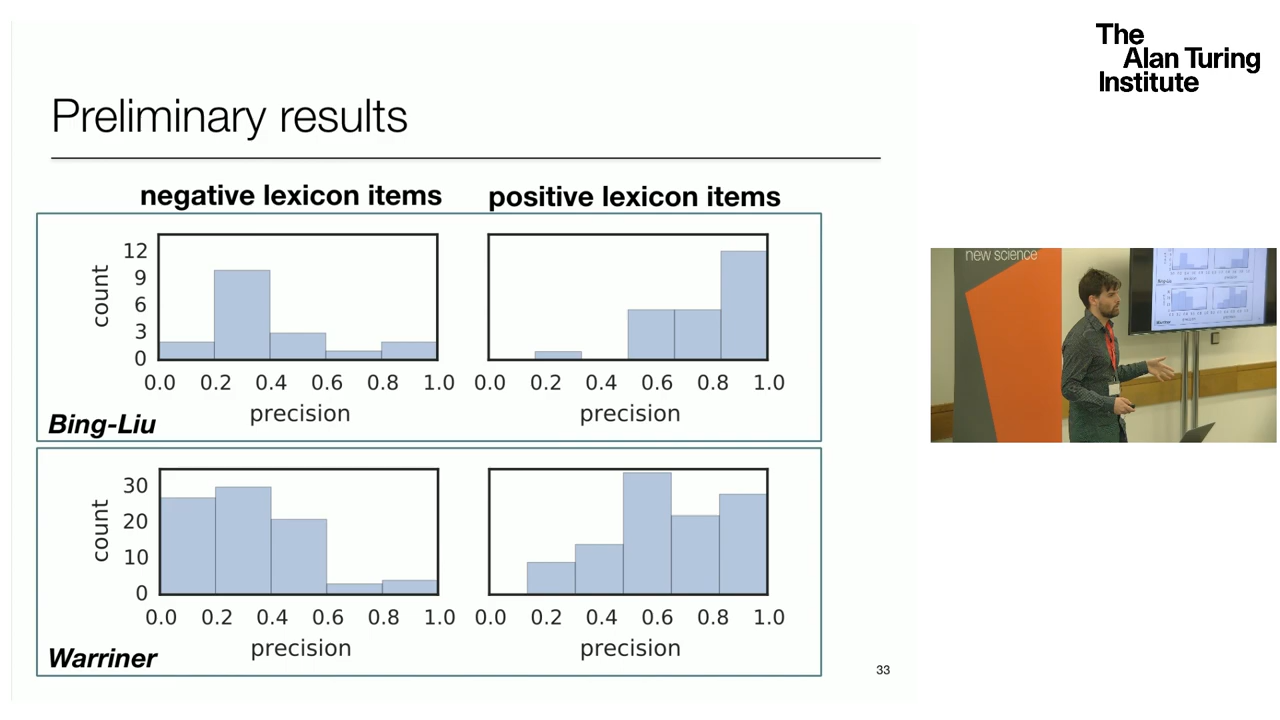 The
Alan Turing
Institute
Preliminary results
negative lexicon items
positive lexicon items
count
12
9
6
3
0
0.0 0.2 0.4 0.6 0.8 1.0
precision
0.0 0.2 0.4 0.6 0.8 1.0
precision
Bing-Liu
count
30
20
10
0
0.0 0.2 0.4 0.6 0.8 1.0
precision
0.0 0.2 0.4 0.6 0.8 1.0
precision
Warriner
33
new science